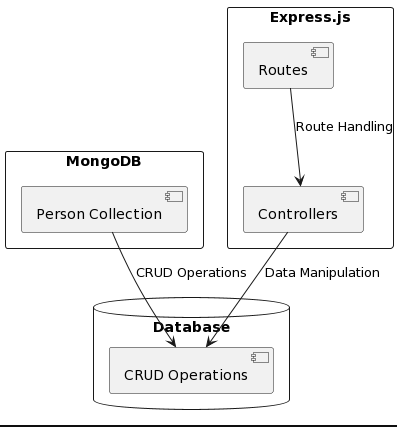 Express.js
Routes
Route Handling
MongoDB
Person Collection
Controllers
CRUD Operations
Data Manipulation
Database
CRUD Operations